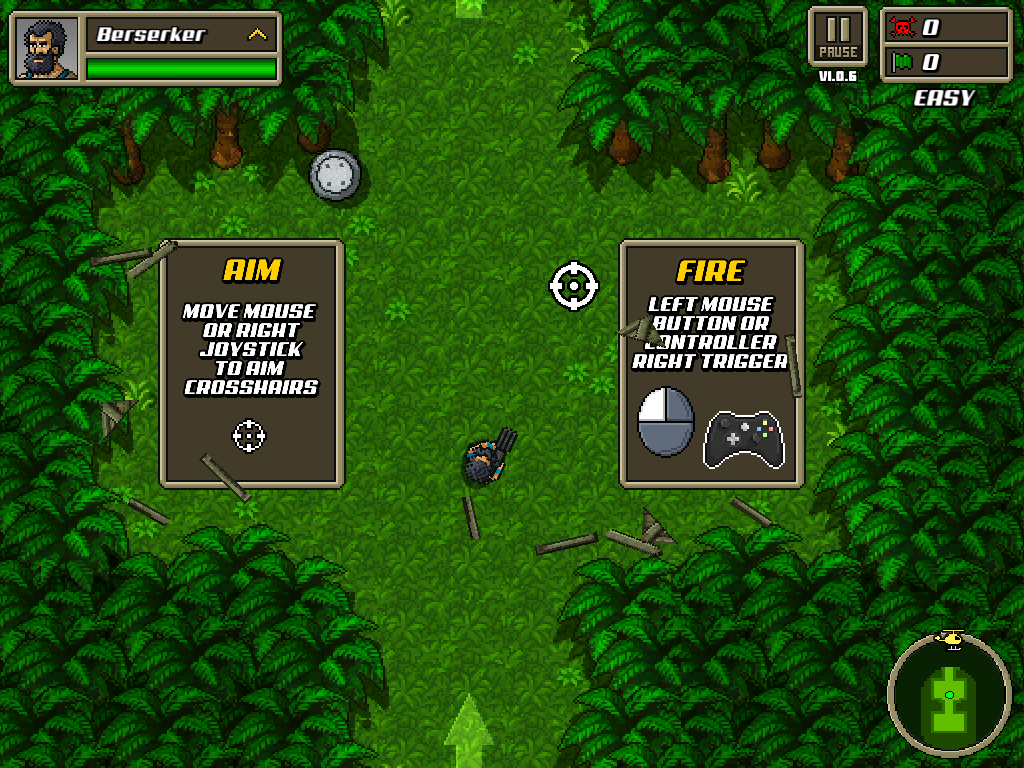 Berserker
PAUSE
V1.0.6
0
0
EASY
AIM
MOVE MOUSE
OR RIGHT
JOYSTICK
TO AIM
CROSSHAIRS
FIRE
LEFT MOUSE
BUTTON OR
CONTROLLER
RIGHT TRIGGER